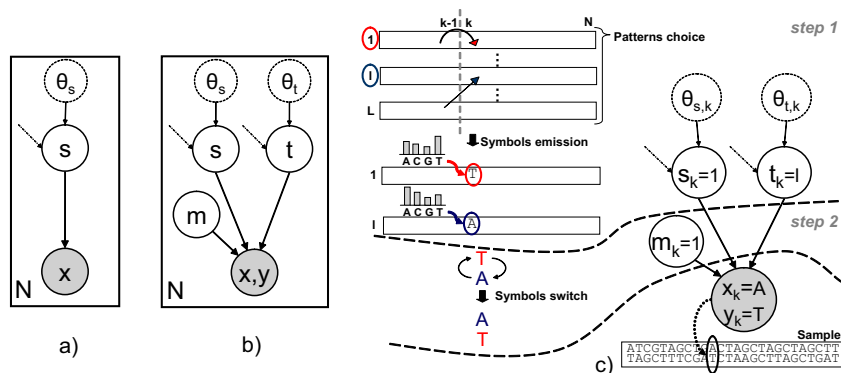 θs
s
x
N
a)
θs
θt
s
t
m
x,y
N
b)
k-1 k
N
1
l
L
Patterns choice
step 1
Symbols emission
A C G T
T
1
A C G T
A
l
T
A
Symbols switch
A
T
θs,k
θt,k
sk=1
tk=l
step 2
mk=1
xk=A
yk=T
c)
Sample
ATCGTAGCTGACTAGCTAGCTAGCTT
TAGCTTTCGATCTAAGCTTAGCTGAT